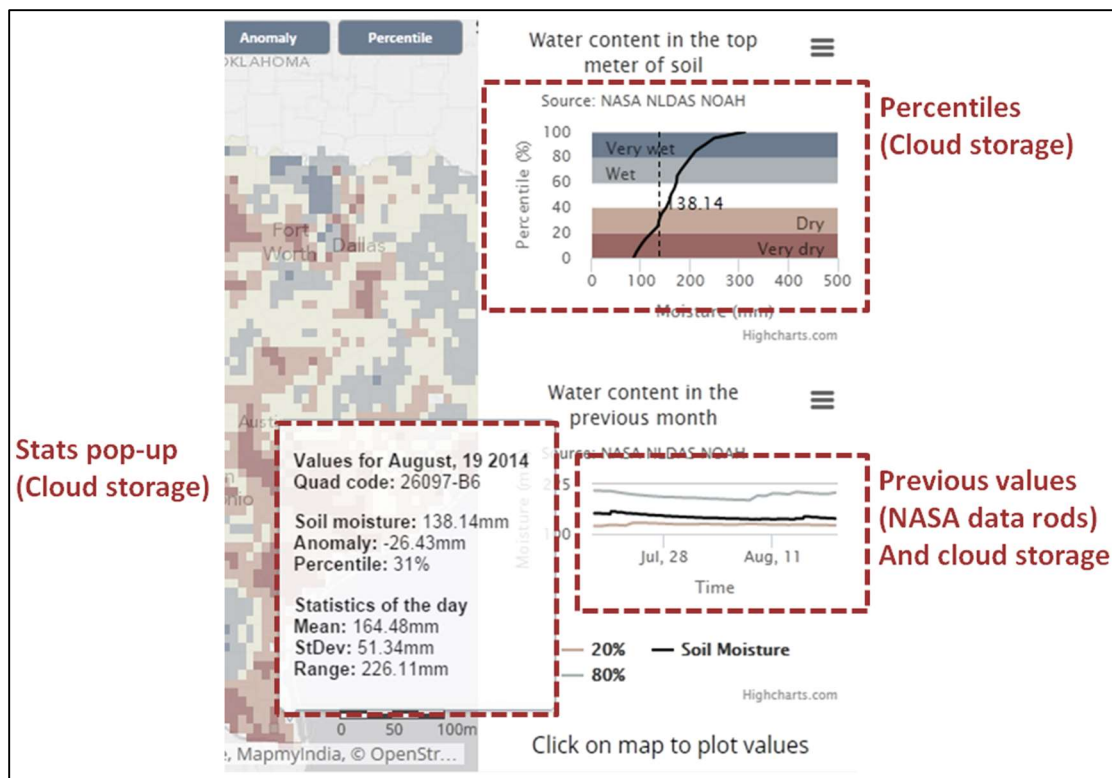 Anomaly
Percentile
OKLAHOMA
Fort
Worth
Dallas
Austi
onio
Water content in the top
meter of soil
Source: NASA NLDAS NOAH
Percentile (%)
100
80
60
40
20
0
Very wet
Wet
138.14
Dry
Very dry
0 100 200 300 400 500
Moisture (mm)
Highcharts.com
Percentiles
(Cloud storage)
Water content in the
previous month
Source: NASA NLDAS NOAH
Jul, 28
Aug, 11
Time
20%
Soil Moisture
80%
Highcharts.com
Previous values
(NASA data rods)
And cloud storage
Stats pop-up
(Cloud storage)
Values for August, 19 2014
Quad code: 26097-B6
Soil moisture: 138.14mm
Anomaly: -26.43mm
Percentile: 31%
Statistics of the day
Mean: 164.48mm
StDev: 51.34mm
Range: 226.11mm
0 50 100m
, MapmyIndia, © OpenStr...
Click on map to plot values